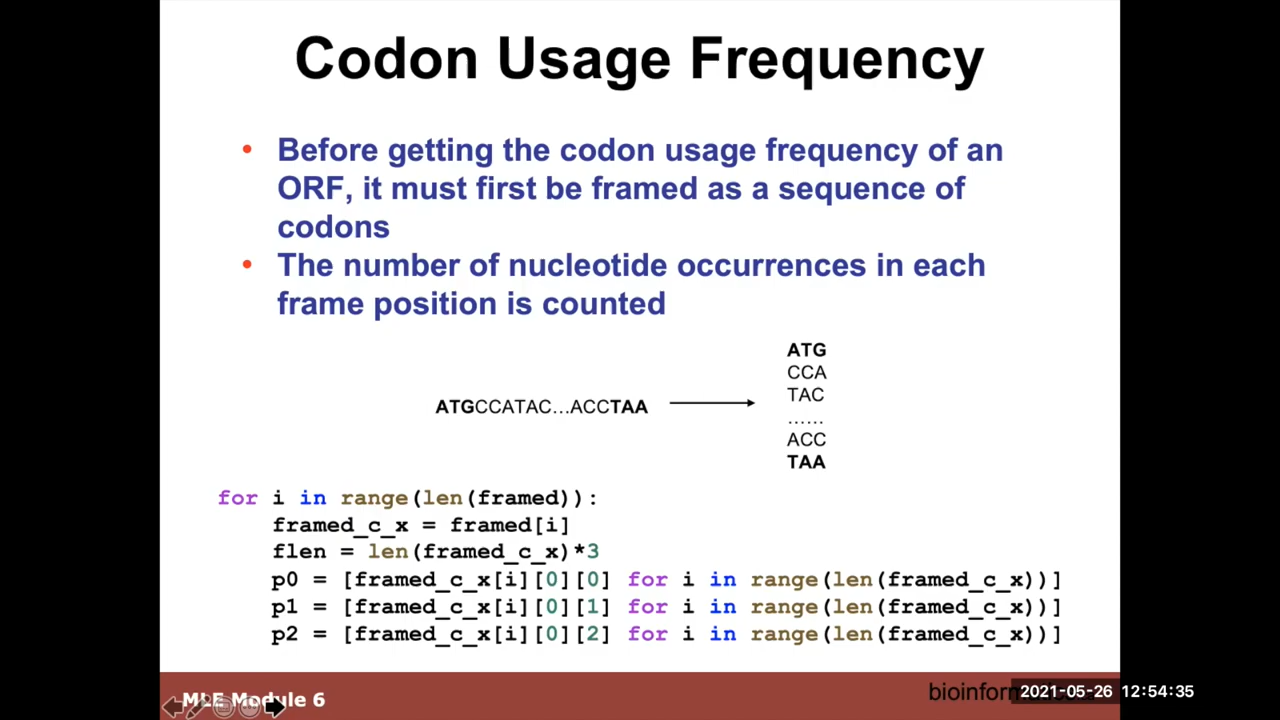 Codon Usage Frequency
• Before getting the codon usage frequency of an
ORF, it must first be framed as a sequence of
codons
• The number of nucleotide occurrences in each
frame position is counted
ATG
CCA
TAC
ATGCCATAC…ACCTAA
……
ACC
TAA
for i in range(len(framed)):
    framed_c_x = framed[i]
    flen = len(framed_c_x)*3
    p0 = [framed_c_x[i][0][0] for i in range(len(framed_c_x))]
    p1 = [framed_c_x[i][0][1] for i in range(len(framed_c_x))]
    p2 = [framed_c_x[i][0][2] for i in range(len(framed_c_x))]
MLE Module 6
2021-05-26 12:54:35